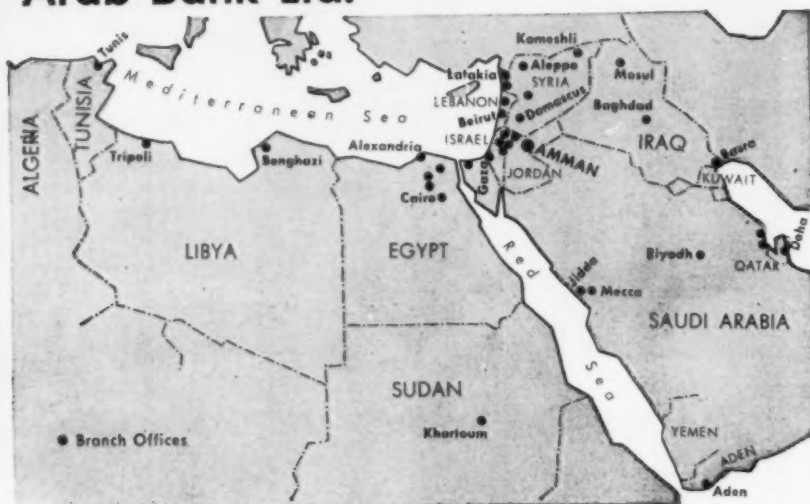 Arab Bank Ltd.
Tunis
Mediterranean Sea
Kameshli
Aleppo
Mosul
Latakia
SYRIA
LEBANON
Damascus
Baghdad
Beirut
ALGERIA
TUNISIA
Tripoli
Benghazi
Alexandria
ISRAEL
AMMAN
IRAQ
Basra
Gaza
JORDAN
KUWAIT
Cairo
LIBYA
EGYPT
Red Sea
Jidda
Mecca
Riyadh
Doha
QATAR
SAUDI ARABIA
SUDAN
Khartoum
Branch Offices
YEMEN
ADEN
Aden